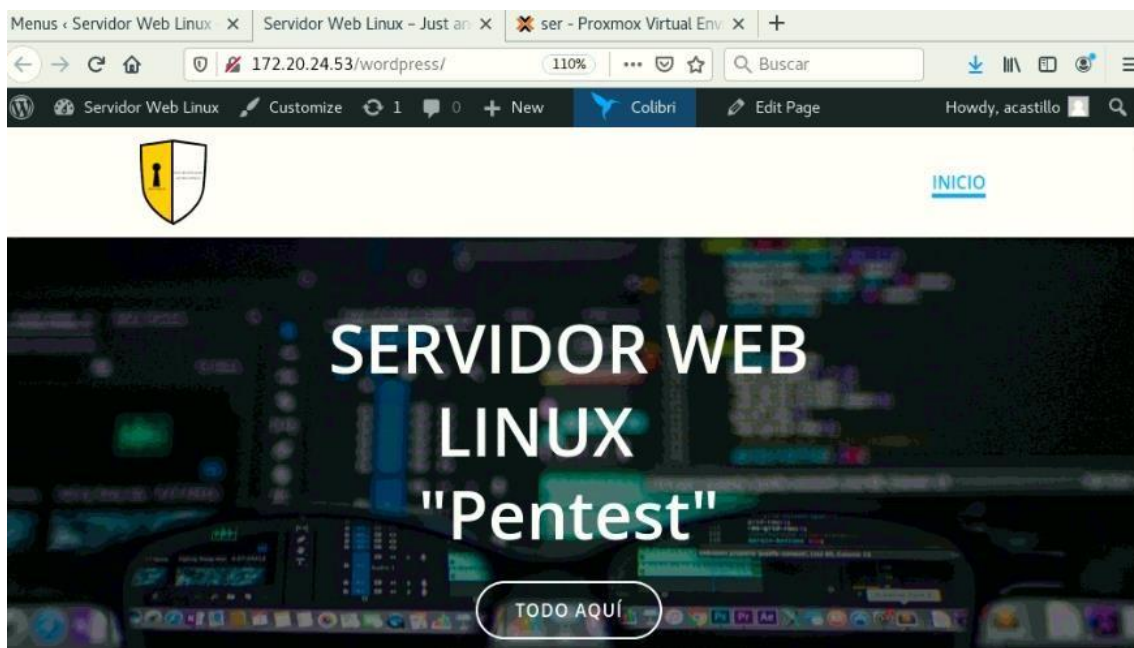 Menus ‹ Servidor Web Linux
Servidor Web Linux – Just an
ser - Proxmox Virtual Env
172.20.24.53/wordpress/
110%
Buscar
Servidor Web Linux
Customize
1
0
New
Colibri
Edit Page
Howdy, acastillo
INICIO
SERVIDOR WEB
LINUX
"Pentest"
TODO AQUÍ